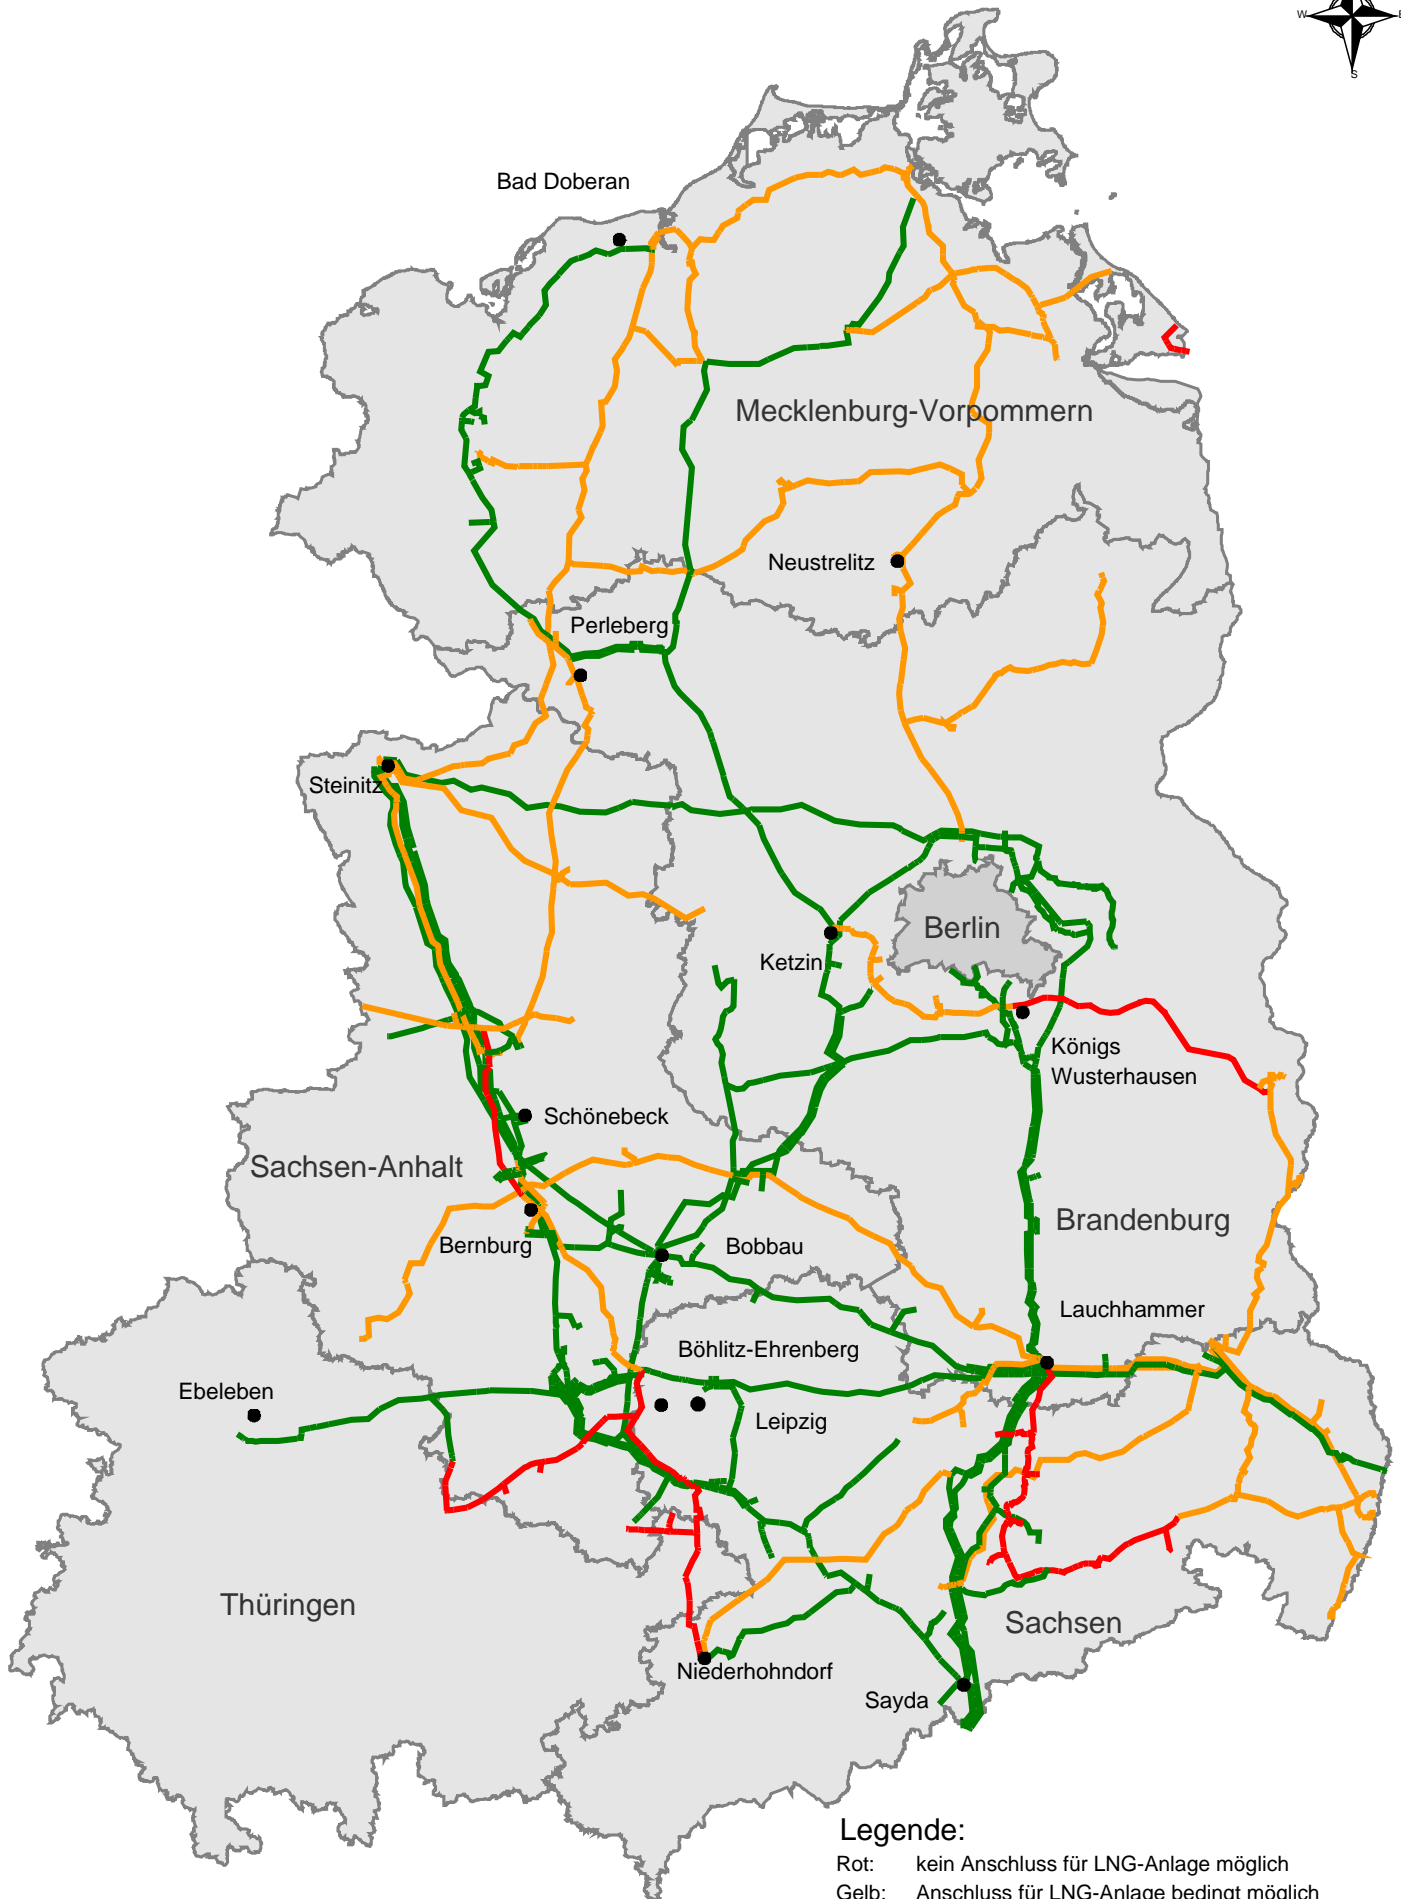 W
E
S
Bad Doberan
Mecklenburg-Vorpommern
Neustrelitz
Perleberg
Steinitz
Berlin
Ketzin
Königs
Wusterhausen
Schönebeck
Sachsen-Anhalt
Brandenburg
Bernburg
Bobbau
Lauchhammer
Böhlitz-Ehrenberg
Ebeleben
Leipzig
Thüringen
Sachsen
Niederhohndorf
Sayda
Legende:
Rot: kein Anschluss für LNG-Anlage möglich
Gelb: Anschluss für LNG-Anlage bedingt möglich